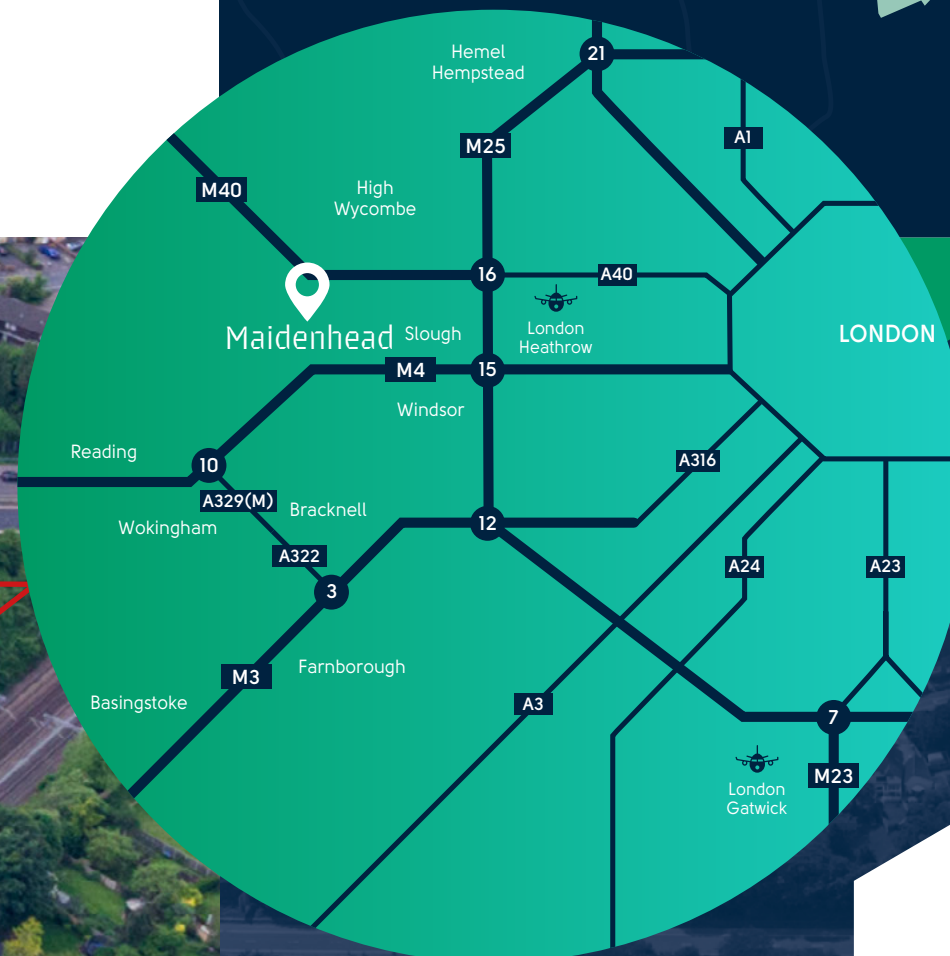 Hemel
Hempstead
21
A1
M25
M40
High
Wycombe
16
A40
London
Heathrow
Maidenhead
Slough
LONDON
M4
15
Windsor
Reading
10
A316
A329(M)
Bracknell
Wokingham
12
A322
A24
A23
3
Farnborough
M3
Basingstoke
A3
7
London
Gatwick
M23